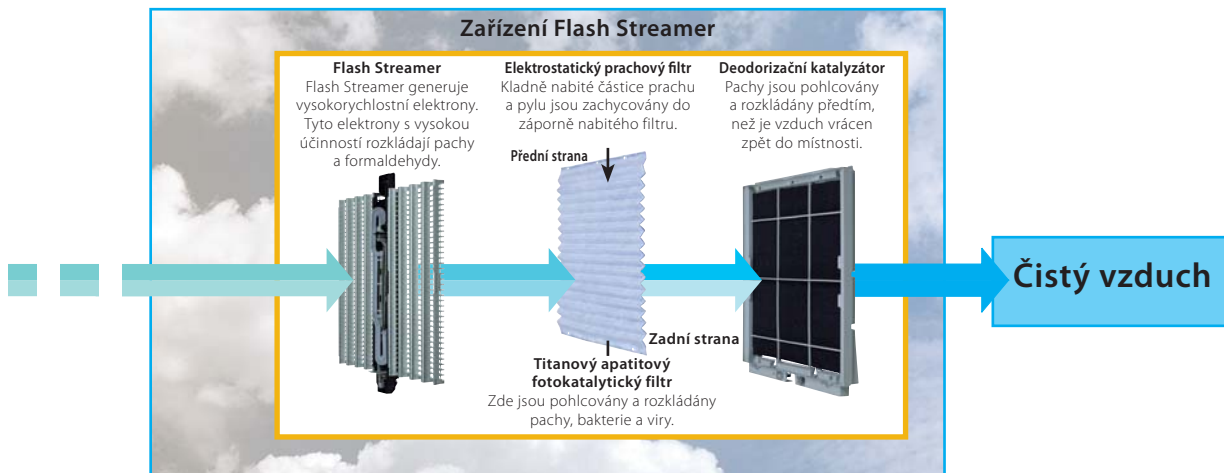 Zařízení Flash Streamer
Flash Streamer
Flash Streamer generuje
vysokorychlostní elektrony.
Tyto elektrony s vysokou
účinností rozkládají pachy
a formaldehydy.
Elektrostatický prachový filtr
Kladně nabité částice prachu
a pylu jsou zachycovány do
záporně nabitého filtru.
Přední strana
Zadní strana
Titanový apatitový
fotokatalytický filtr
Zde jsou pohlcovány a rozkládány
pachy, bakterie a viry.
Deodorizační katalyzátor
Pachy jsou pohlcovány
a rozkládány předtím,
než je vzduch vrácen
zpět do místnosti.
Čistý vzduch